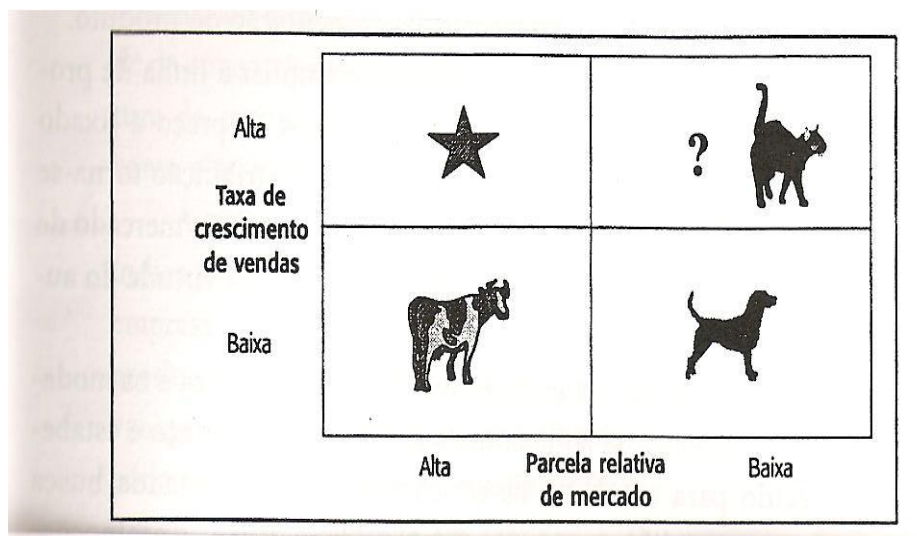 Alta
?
Taxa de
crescimento
de vendas
Baixa
Alta
Parcela relativa
de mercado
Baixa